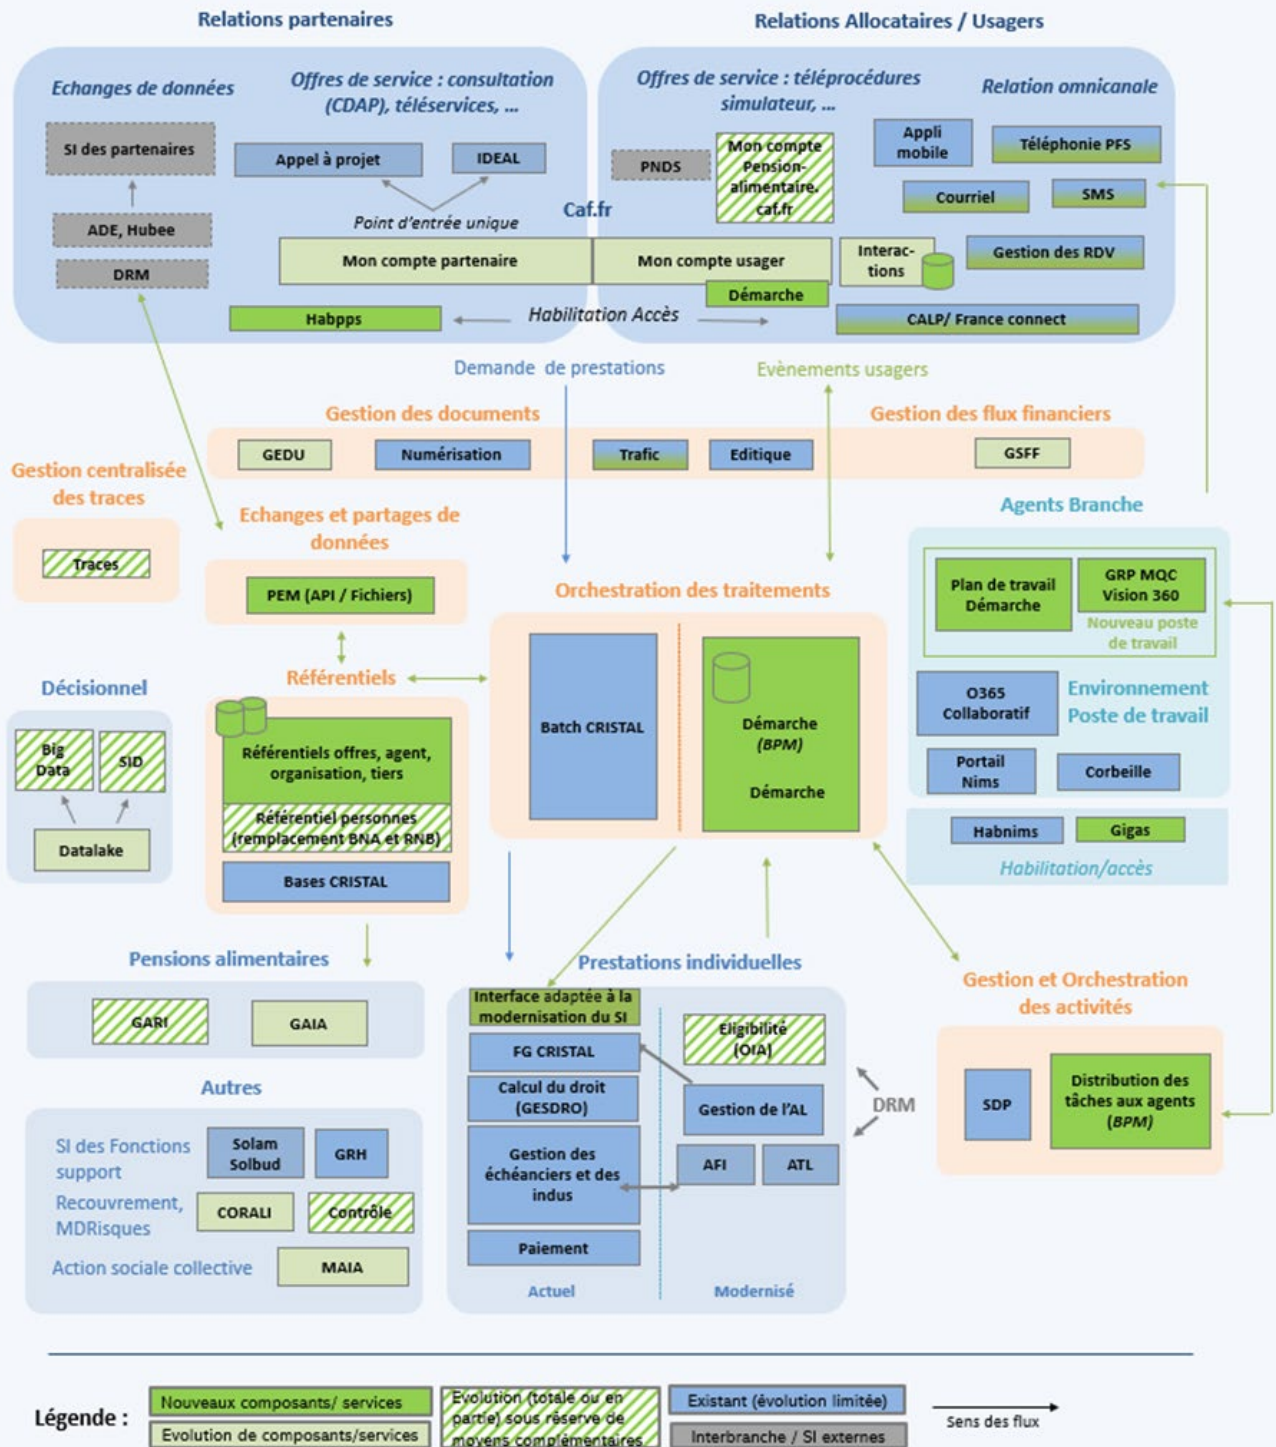 Relations partenaires
Relations Allocataires / Usagers
Echanges de données
Offres de service : consultation
(CDAP), téléservices, ...
Offres de service : téléprocédures
simulateur, ...
Relation omnicanale
SI des partenaires
ADE, Hubee
DRM
Appel à projet
IDEAL
Point d'entrée unique
Caf.fr
PNDS
Mon compte
Pension-
alimentaire.
caf.fr
Appli
mobile
Téléphonie PFS
Courriel
SMS
Mon compte partenaire
Mon compte usager
Démarche
Interac-
tions
Gestion des RDV
Habpps
Habilitation Accès
CALP/ France connect
Demande de prestations
Evènements usagers
Gestion des documents
Gestion des flux financiers
GEDU
Numérisation
Trafic
Editique
GSFF
Gestion centralisée
des traces
Traces
Echanges et partages de
données
PEM (API / Fichiers)
Orchestration des traitements
Batch CRISTAL
Démarche
(BPM)
Démarche
Agents Branche
Plan de travail
Démarche
GRP MQC
Vision 360
Nouveau poste
de travail
O365
Collaboratif
Environnement
Poste de travail
Portail
Nims
Corbeille
Habnims
Gigas
Habilitation/accès
Décisionnel
Big
Data
SID
Datalake
Référentiels
Référentiels offres, agent,
organisation, tiers
Référentiel personnes
(remplacement BNA et RNB)
Bases CRISTAL
Pensions alimentaires
GARI
GAIA
Autres
SI des Fonctions
support
Solam
Solbud
GRH
Recouvrement,
MDRisques
CORALI
Contrôle
Action sociale collective
MAIA
Prestations individuelles
Interface adaptée à la
modernisation du SI
FG CRISTAL
Calcul du droit
(GESDRO)
Gestion des
échéanciers et des
indus
Paiement
Actuel
Eligibilité
(OIA)
Gestion de l'AL
AFI
ATL
Modernisé
DRM
Gestion et Orchestration
des activités
SDP
Distribution des
tâches aux agents
(BPM)
Légende :
Nouveaux composants/ services
Evolution de composants/services
Evolution (totale ou en
partie) sous réserve de
moyens complémentaires
Existant (évolution limitée)
Interbranche / SI externes
Sens des flux